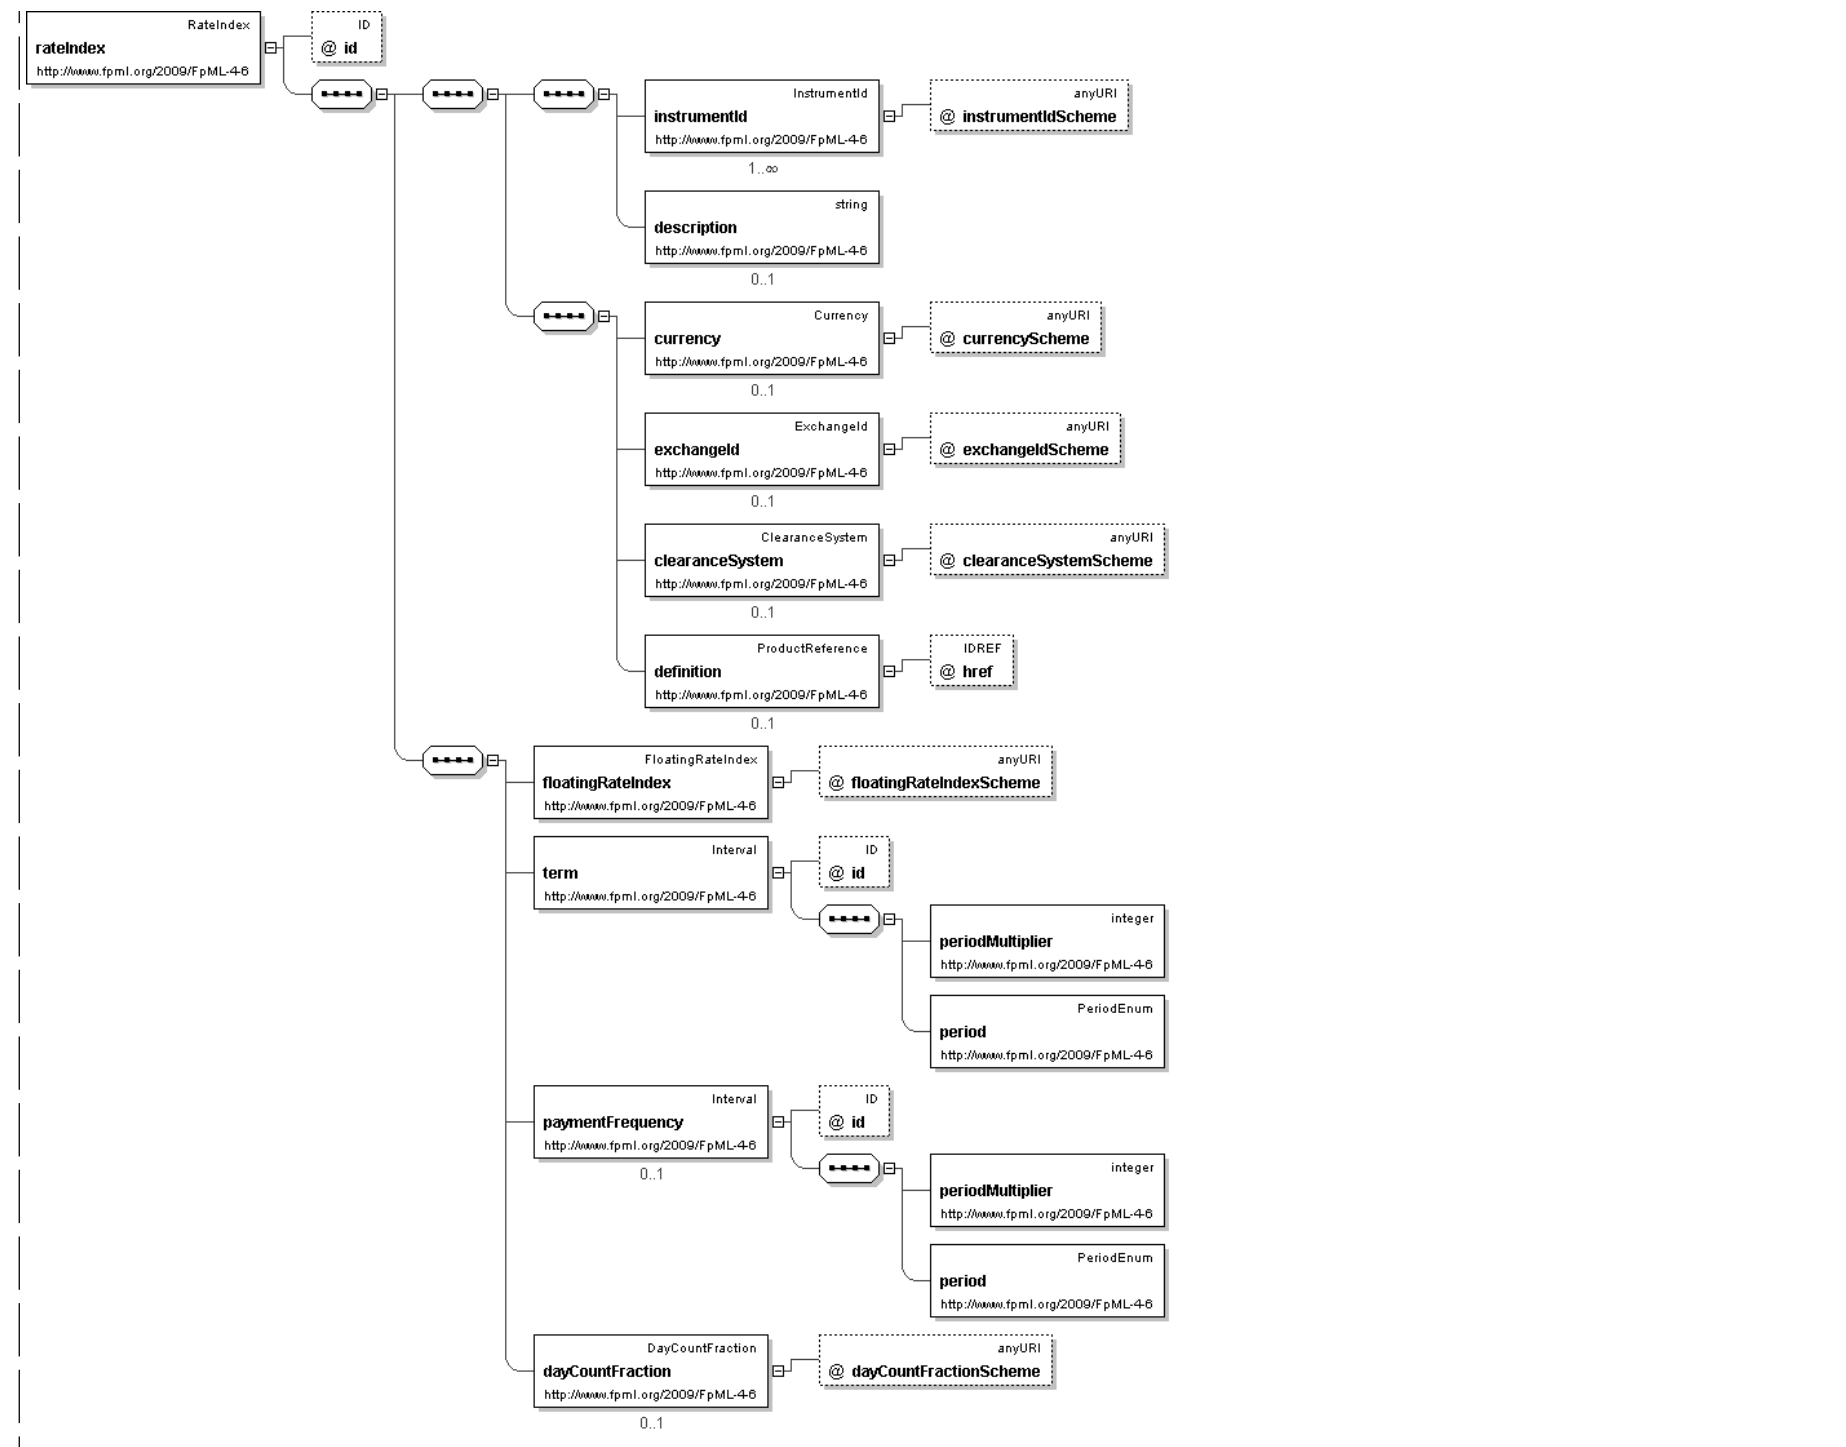 RateIndex
rateIndex
http://www.fpml.org/2009/FpML-4-6
ID
@ id
InstrumentId
instrumentId
http://www.fpml.org/2009/FpML-4-6
1..∞
anyURI
@ instrumentIdScheme
string
description
http://www.fpml.org/2009/FpML-4-6
0..1
Currency
currency
http://www.fpml.org/2009/FpML-4-6
0..1
anyURI
@ currencyScheme
ExchangeId
exchangeId
http://www.fpml.org/2009/FpML-4-6
0..1
anyURI
@ exchangeIdScheme
ClearanceSystem
clearanceSystem
http://www.fpml.org/2009/FpML-4-6
0..1
anyURI
@ clearanceSystemScheme
ProductReference
definition
http://www.fpml.org/2009/FpML-4-6
0..1
IDREF
@ href
FloatingRateIndex
floatingRateIndex
http://www.fpml.org/2009/FpML-4-6
anyURI
@ floatingRateIndexScheme
Interval
term
http://www.fpml.org/2009/FpML-4-6
ID
@ id
integer
periodMultiplier
http://www.fpml.org/2009/FpML-4-6
PeriodEnum
period
http://www.fpml.org/2009/FpML-4-6
Interval
paymentFrequency
http://www.fpml.org/2009/FpML-4-6
0..1
ID
@ id
integer
periodMultiplier
http://www.fpml.org/2009/FpML-4-6
PeriodEnum
period
http://www.fpml.org/2009/FpML-4-6
DayCountFraction
dayCountFraction
http://www.fpml.org/2009/FpML-4-6
0..1
anyURI
@ dayCountFractionScheme